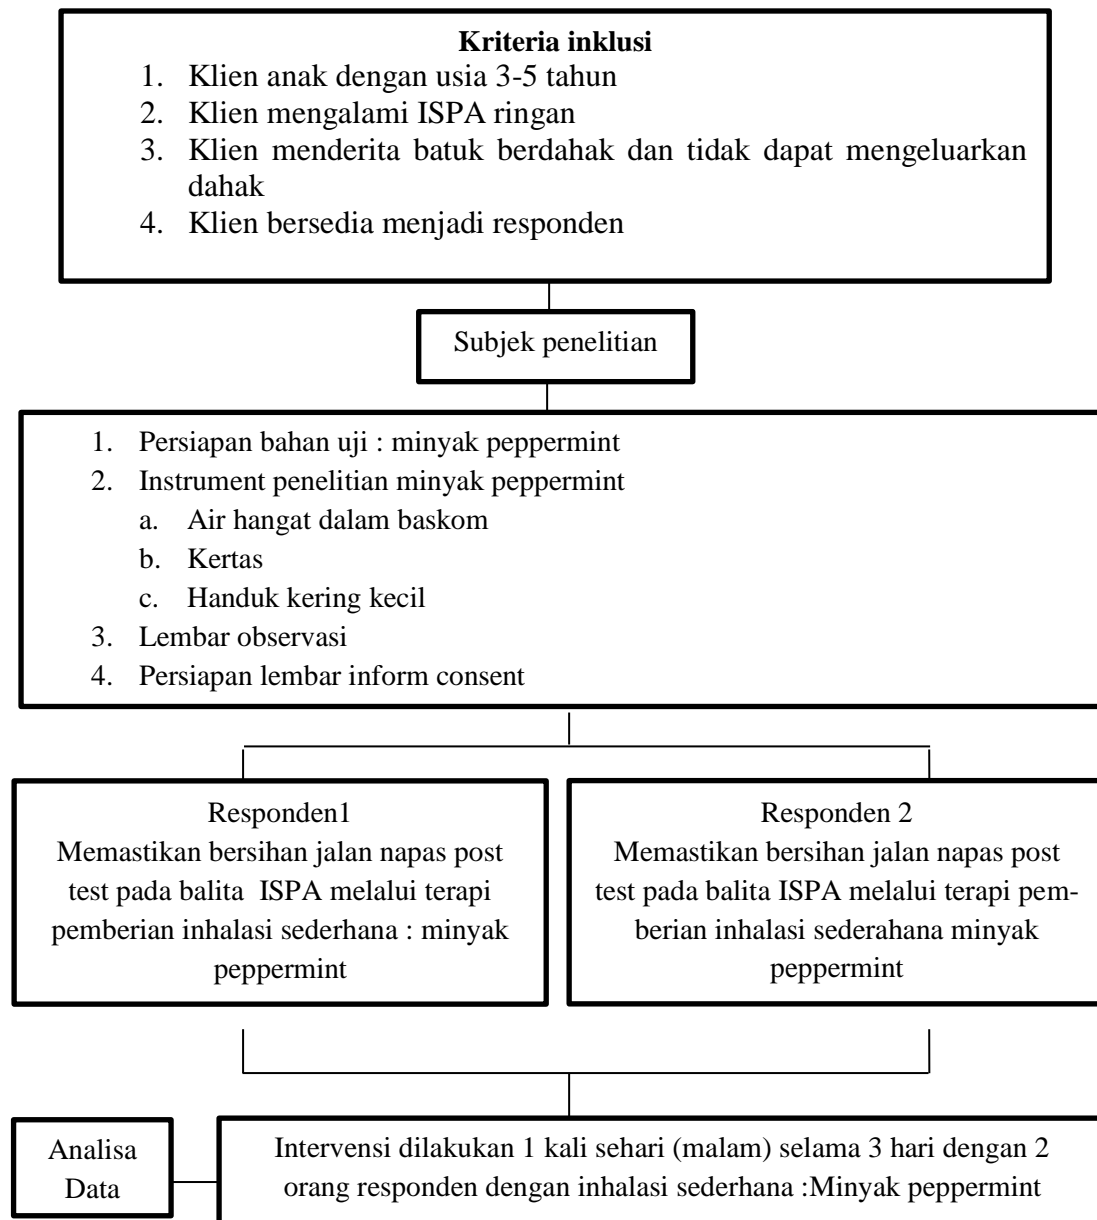 Kriteria inklusi
1. Klien anak dengan usia 3-5 tahun
2. Klien mengalami ISPA ringan
3. Klien menderita batuk berdahak dan tidak dapat mengeluarkan
dahak
4. Klien bersedia menjadi responden
Subjek penelitian
1. Persiapan bahan uji : minyak peppermint
2. Instrument penelitian minyak peppermint
a. Air hangat dalam baskom
b. Kertas
c. Handuk kering kecil
3. Lembar observasi
4. Persiapan lembar inform consent
Responden1
Memastikan bersihan jalan napas post
test pada balita ISPA melalui terapi
pemberian inhalasi sederhana : minyak
peppermint
Responden 2
Memastikan bersihan jalan napas post
test pada balita ISPA melalui terapi pem-
berian inhalasi sederahana minyak
peppermint
Analisa
Data
Intervensi dilakukan 1 kali sehari (malam) selama 3 hari dengan 2
orang responden dengan inhalasi sederhana :Minyak peppermint